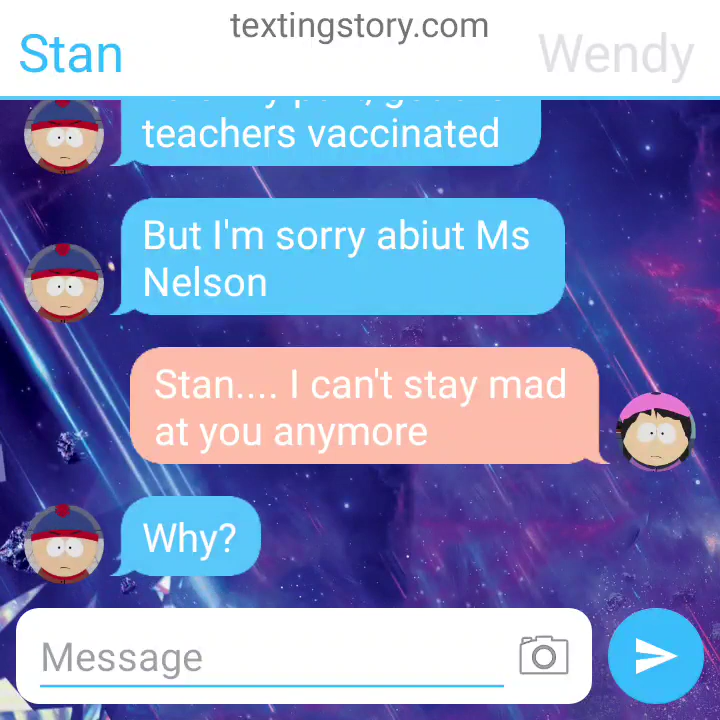 textingstory.com
Stan
Wendy
teachers vaccinated
But I'm sorry abiut Ms
Nelson
Stan.... I can't stay mad
at you anymore
Why?
Message